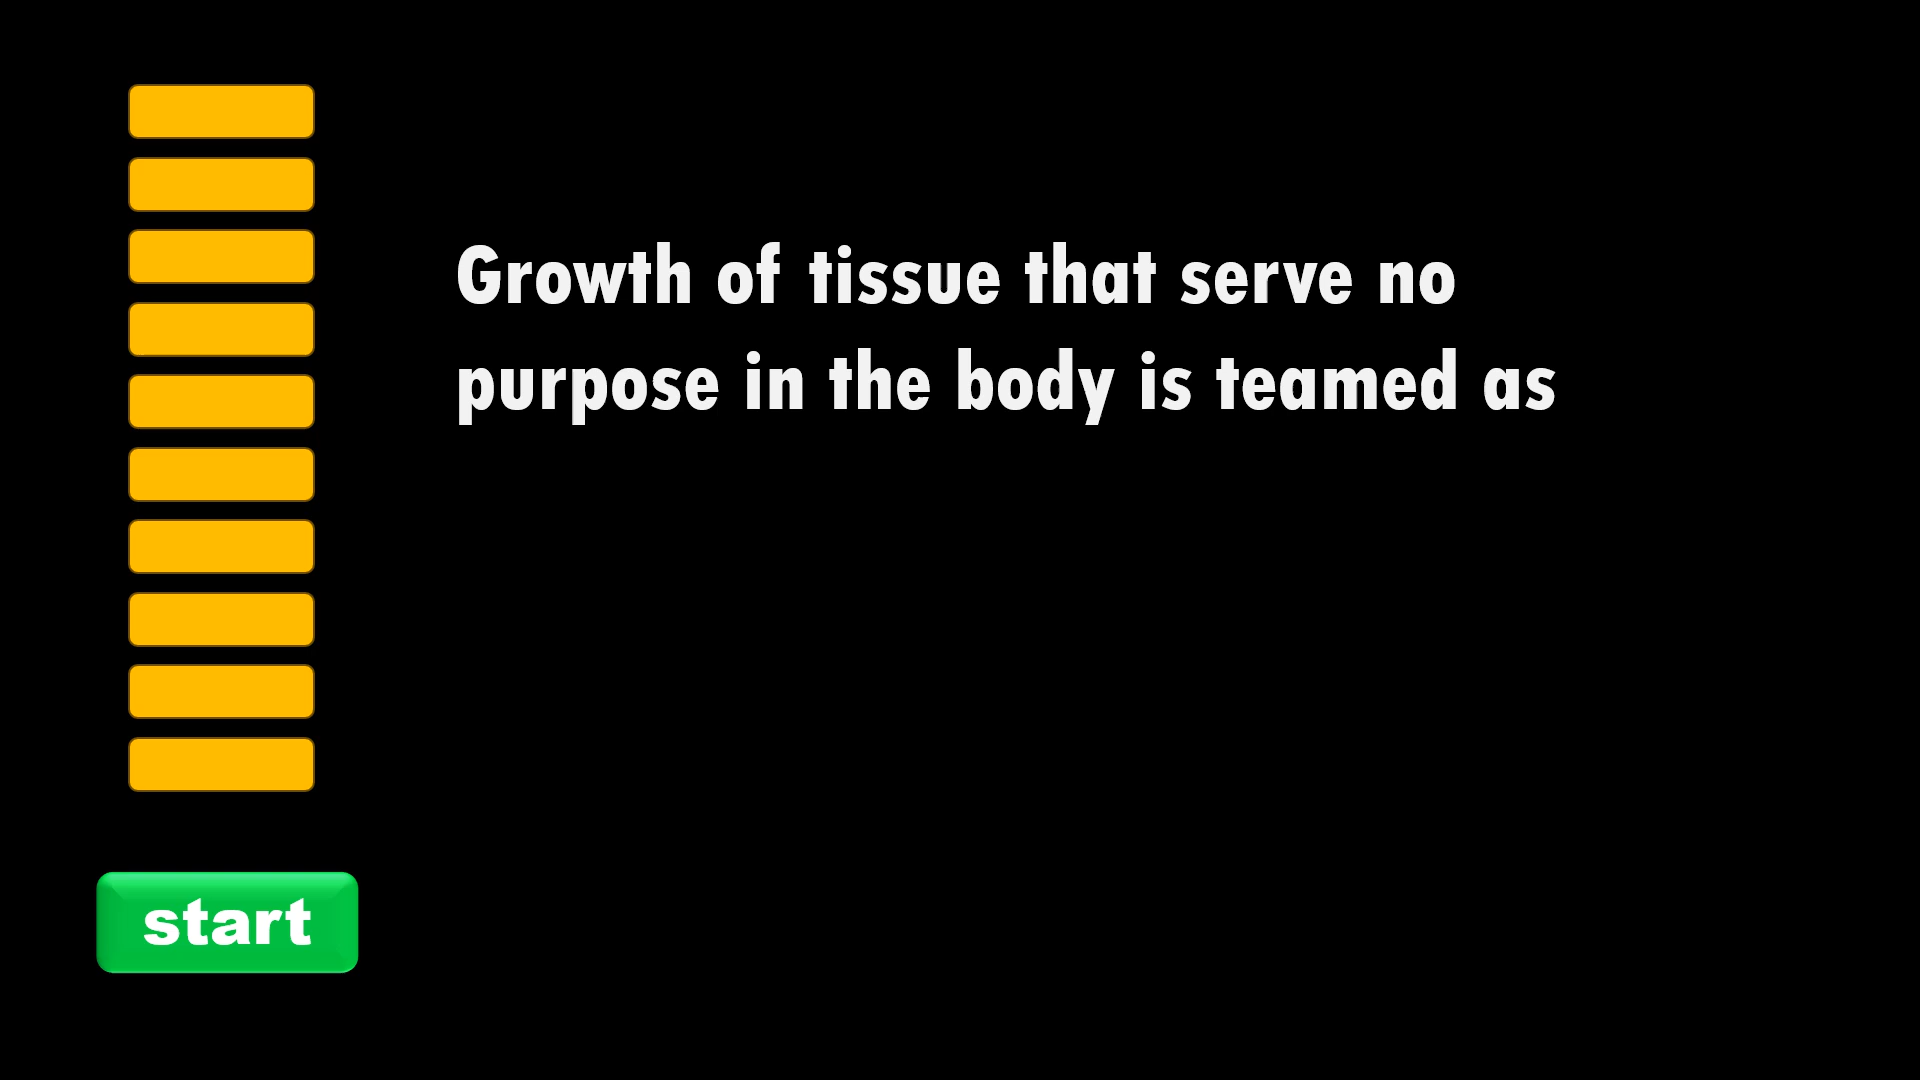 Growth of tissue that serve no
purpose in the body is teamed as
start